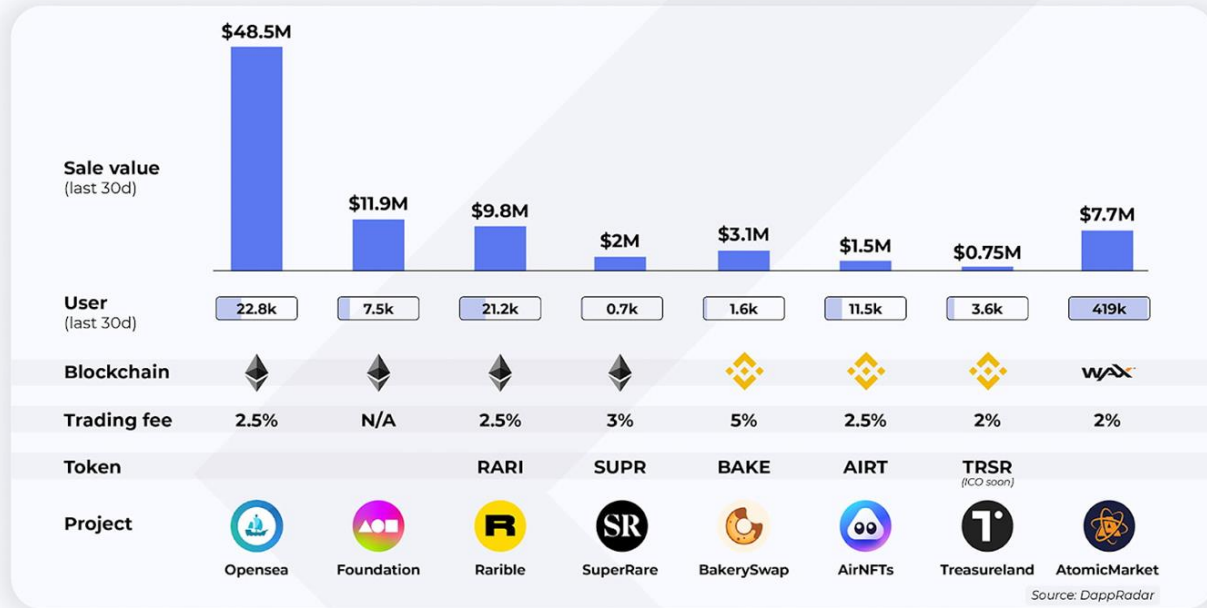 $48.5M
$11.9M
$9.8M
$2M
$3.1M
$1.5M
$0.75M
$7.7M
Sale value
(last 30d)
User
(last 30d)
22.8k 7.5k 21.2k 0.7k 1.6k 11.5k 3.6k 419k
Blockchain
WAX
Trading fee 2.5% N/A 2.5% 3% 5% 2.5% 2% 2%
Token RARI SUPR BAKE AIRT TRSR
(ICO soon)
Project
R SR T
Opensea Foundation Rarible SuperRare BakerySwap AirNFTs Treasureland AtomicMarket
Source: DappRadar